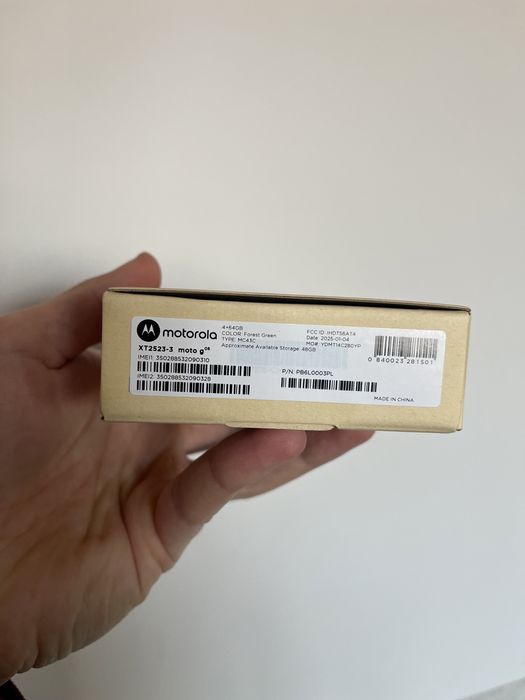 motorola
XT2523-3 moto g⁰⁵
IMEI1: 350288532090310
IMEI2: 350288532090328
4+64GB
COLOR: Forest Green
TYPE: MC43C
Approximate Available Storage: 48GB
FCC ID: IHDT56AT4
Date: 2025-01-04
MO#: YDMT14C280YP
0 840023 281501
P/N: PB6L0003PL
MADE IN CHINA